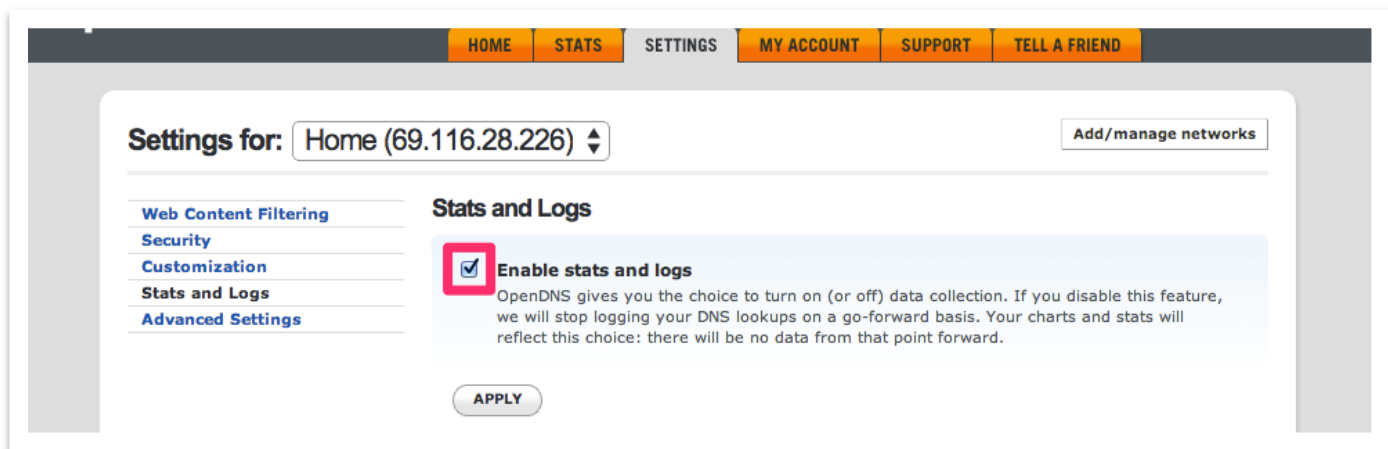 HOME STATS SETTINGS MY ACCOUNT SUPPORT TELL A FRIEND
Settings for: Home (69.116.28.226) Add/manage networks
Web Content Filtering
Security
Customization
Stats and Logs
Advanced Settings
Stats and Logs
Enable stats and logs
OpenDNS gives you the choice to turn on (or off) data collection. If you disable this feature,
we will stop logging your DNS lookups on a go-forward basis. Your charts and stats will
reflect this choice: there will be no data from that point forward.
APPLY